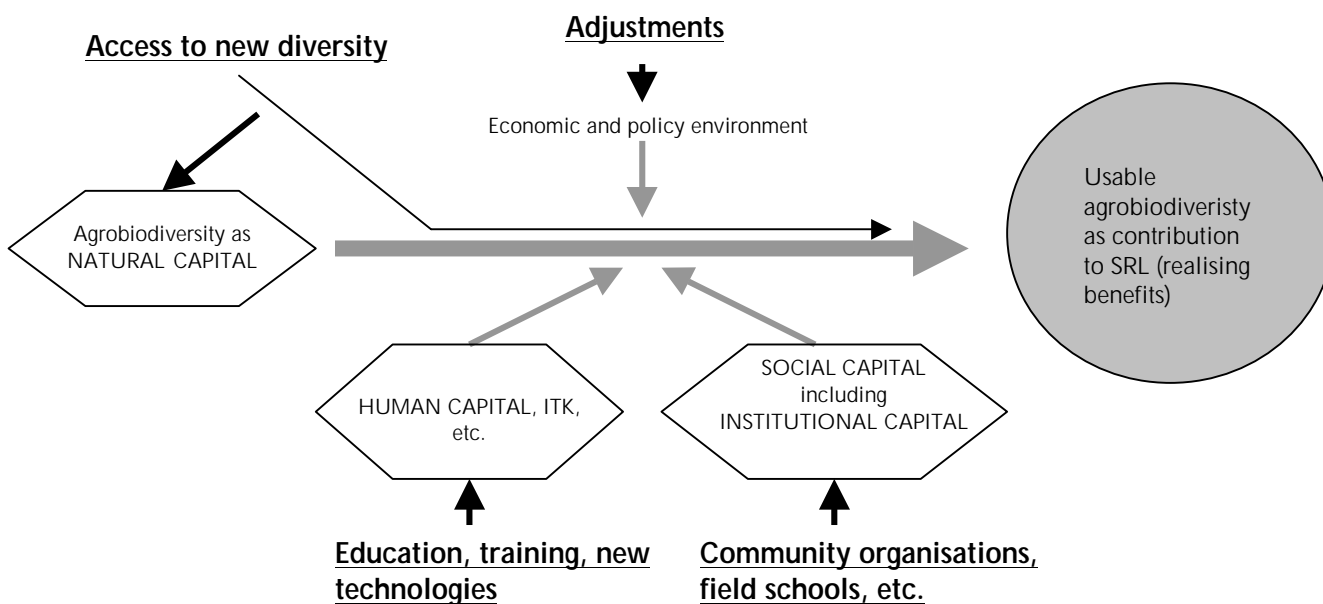 Access to new diversity
Adjustments
Economic and policy environment
Agrobiodiversity as
NATURAL CAPITAL
Usable
agrobiodiveristy
as contribution
to SRL (realising
benefits)
HUMAN CAPITAL, ITK,
etc.
SOCIAL CAPITAL
including
INSTITUTIONAL CAPITAL
Education, training, new
technologies
Community organisations,
field schools, etc.